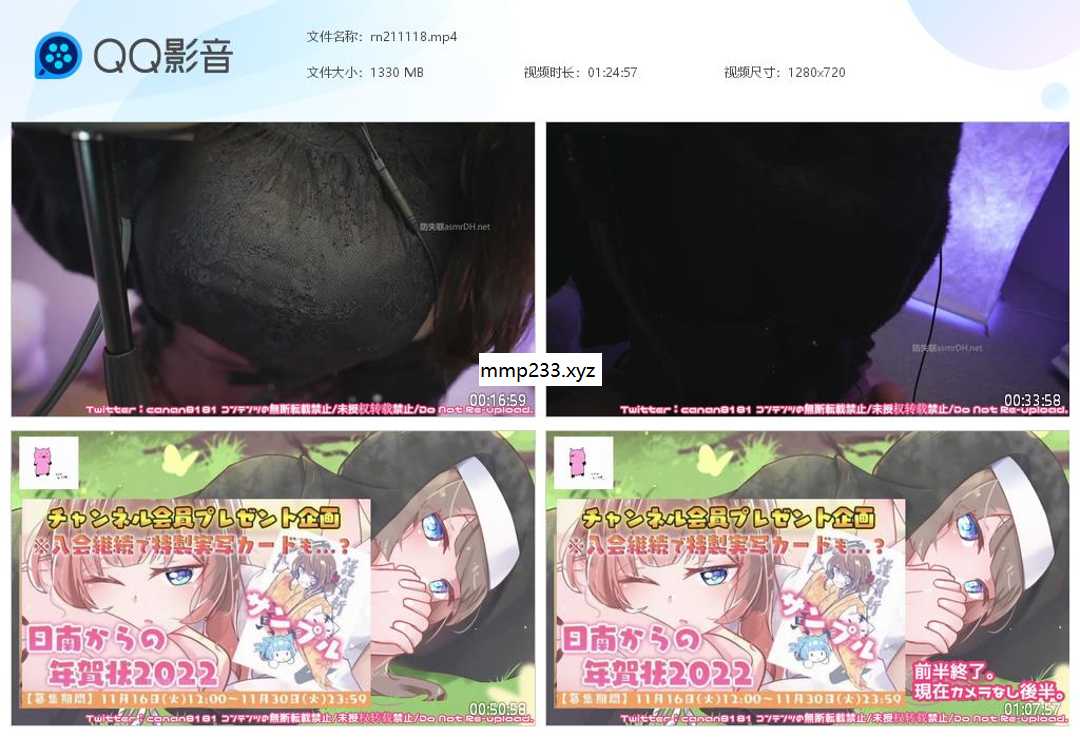 QQ影音
文件名称: rn211118.mp4
文件大小: 1330 MB
视频时长: 01:24:57
视频尺寸: 1280x720
防失联asmrDH.net
00:16:59
Twitter：canan8181 コンテンツの無断転載禁止/未授权转载禁止/Do Not Re-upload.
防失联asmrDH.net
00:33:58
Twitter：canan8181 コンテンツの無断転載禁止/未授权转载禁止/Do Not Re-upload.
mmp233.xyz
チャンネル会員プレゼント企画
※入会継続で特製実写カードも…？
サンプル
日南からの
年賀状2022
【募集期間】11月16日(火)12:00～11月30日(火)23:59
00:50:58
Twitter：canan8181 コンテンツの無断転載禁止/未授权转载禁止/Do Not Re-upload.
チャンネル会員プレゼント企画
※入会継続で特製実写カードも…？
サンプル
日南からの
年賀状2022
【募集期間】11月16日(火)12:00～11月30日(火)23:59
前半終了。
現在カメラなし後半。
01:07:57
Twitter：canan8181 コンテンツの無断転載禁止/未授权转载禁止/Do Not Re-upload.